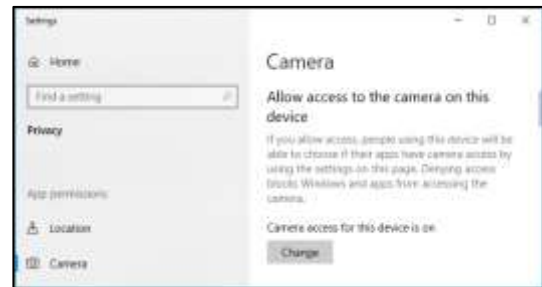 Settings
Home
Find a setting
Privacy
App permissions
Location
Camera
Camera
Allow access to the camera on this
device
If you allow access, people using this device will be
able to choose if their apps have camera access by
using the settings on this page. Denying access
blocks Windows and apps from accessing the
camera.
Camera access for this device is on
Change